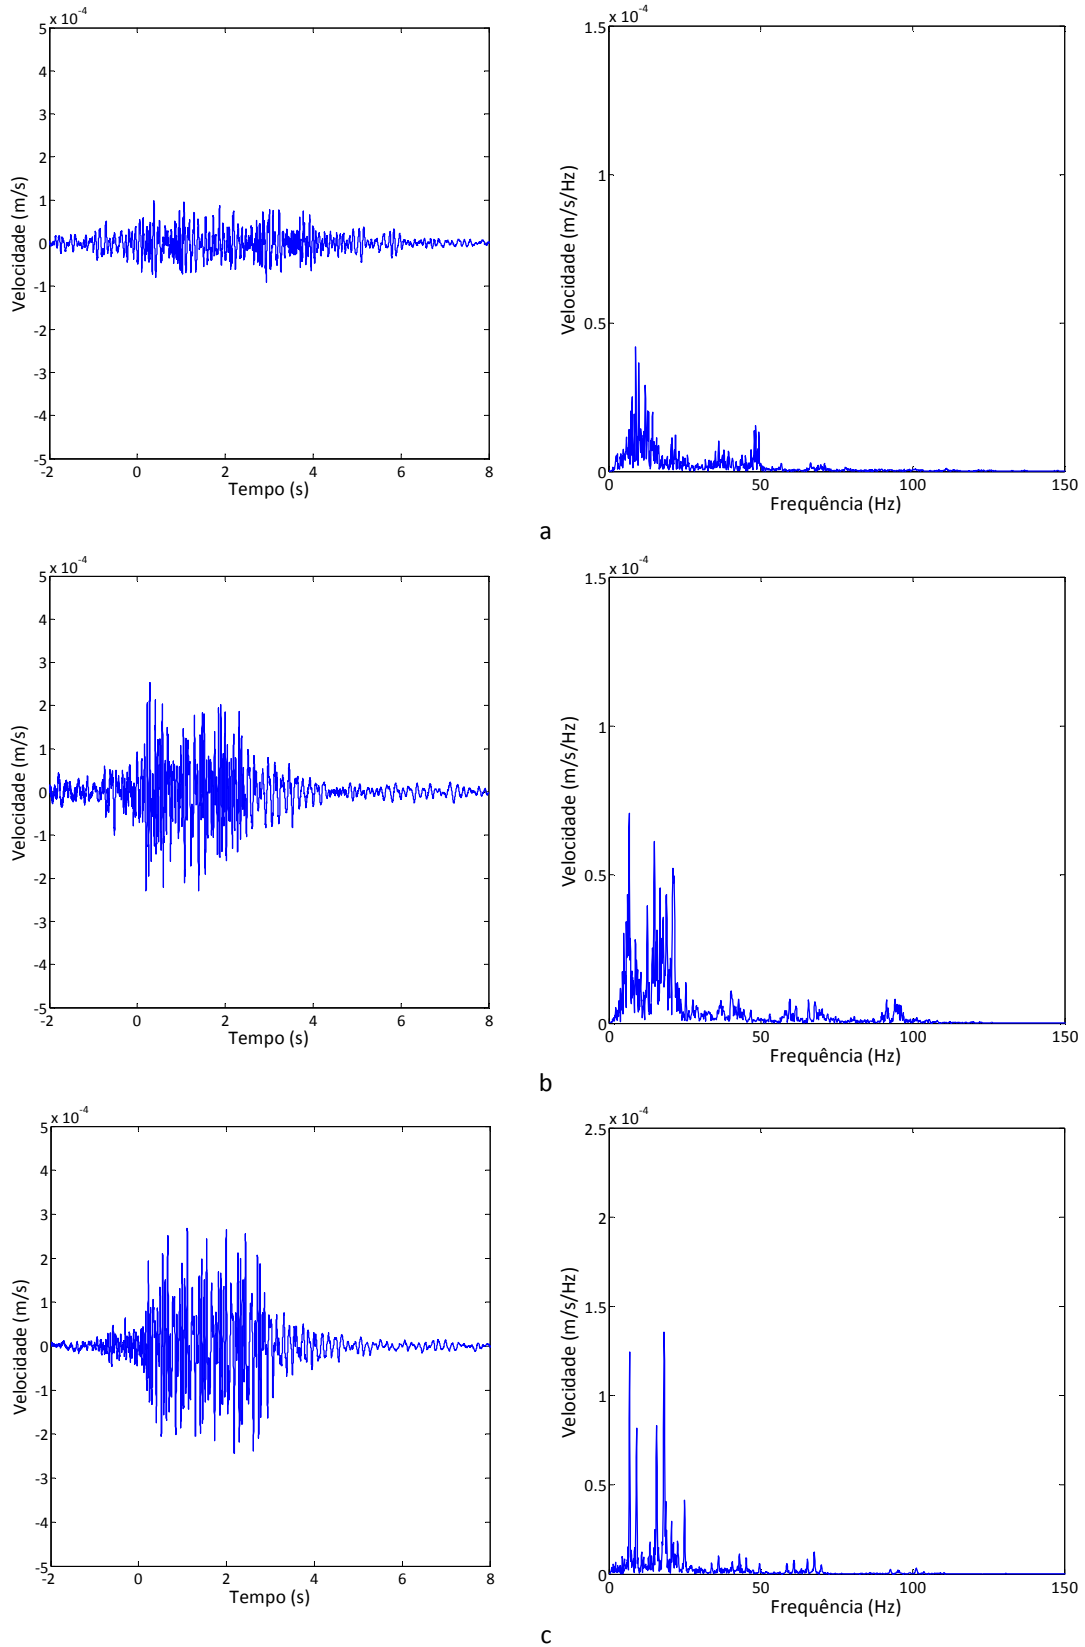 x 10⁻⁴
5
4
3
2
1
0
-1
-2
-3
-4
-5
-2 0 2 4 6 8
Velocidade (m/s)
Tempo (s)
x 10⁻⁴
1.5
1
0.5
0
0 50 100 150
Velocidade (m/s/Hz)
Frequência (Hz)
a
x 10⁻⁴
5
4
3
2
1
0
-1
-2
-3
-4
-5
-2 0 2 4 6 8
Velocidade (m/s)
Tempo (s)
x 10⁻⁴
1.5
1
0.5
0
0 50 100 150
Velocidade (m/s/Hz)
Frequência (Hz)
b
x 10⁻⁴
5
4
3
2
1
0
-1
-2
-3
-4
-5
-2 0 2 4 6 8
Velocidade (m/s)
Tempo (s)
x 10⁻⁴
2.5
2
1.5
1
0.5
0
0 50 100 150
Velocidade (m/s/Hz)
Frequência (Hz)
c